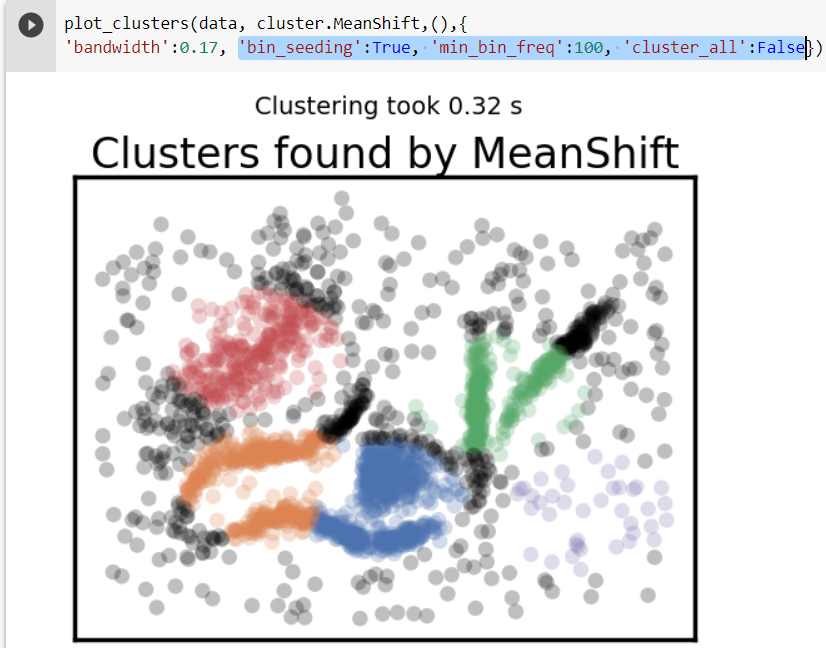 plot_clusters(data, cluster.MeanShift,(),{
'bandwidth':0.17, 'bin_seeding':True, 'min_bin_freq':100, 'cluster_all':False})
Clustering took 0.32 s
Clusters found by MeanShift